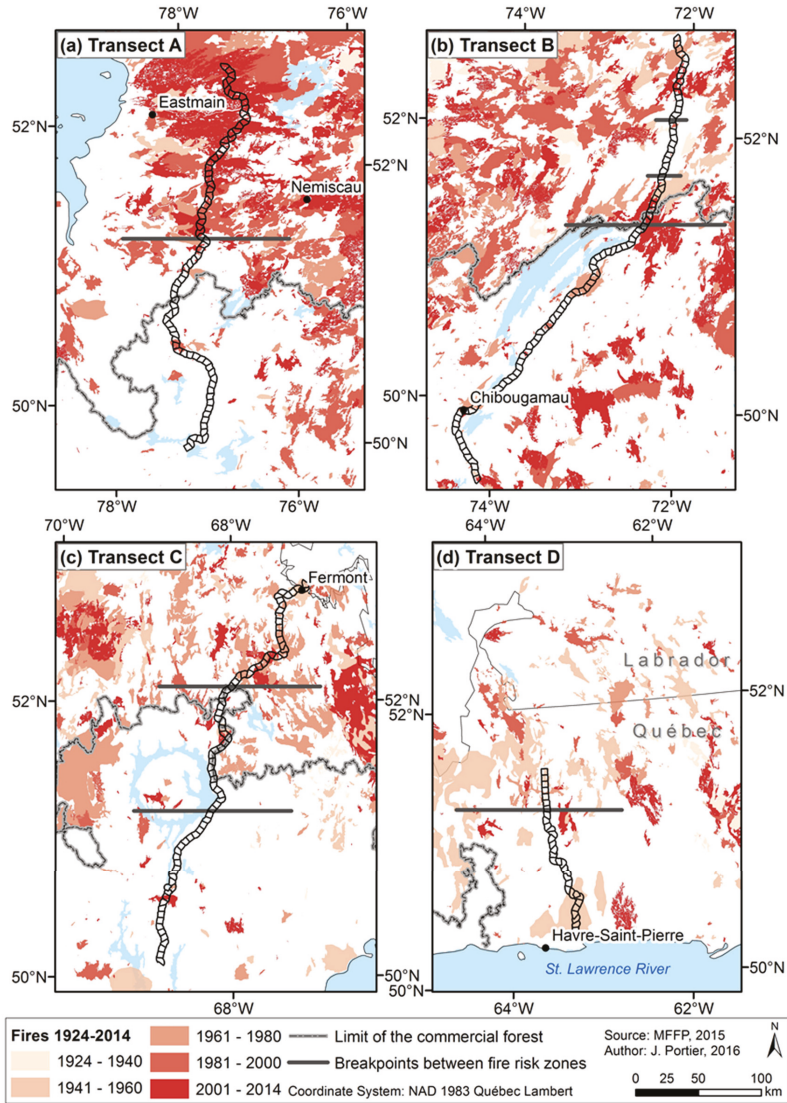 78°W 76°W
72°W 72°W
(a) Transect A
(b) Transect B
Eastmain
52°N
52°N
Nemiscau
52°N
52°N
50°N
50°N
Chibougamau
50°N
50°N
78°W 76°W
74°W 72°W
70°W 68°W
64°W 62°W
(c) Transect C
(d) Transect D
Fermont
Labrador
52°N
52°N
52°N
Québec
52°N
Havre-Saint-Pierre
St. Lawrence River
50°N
50°N
50°N
68°W
64°W 62°W
Fires 1924-2014
1924 - 1940
1941 - 1960
1961 - 1980
1981 - 2000
2001 - 2014
Limit of the commercial forest
Breakpoints between fire risk zones
Coordinate System: NAD 1983 Québec Lambert
Source: MFFP, 2015
Author: J. Portier, 2016
N
0 25 50 100
km